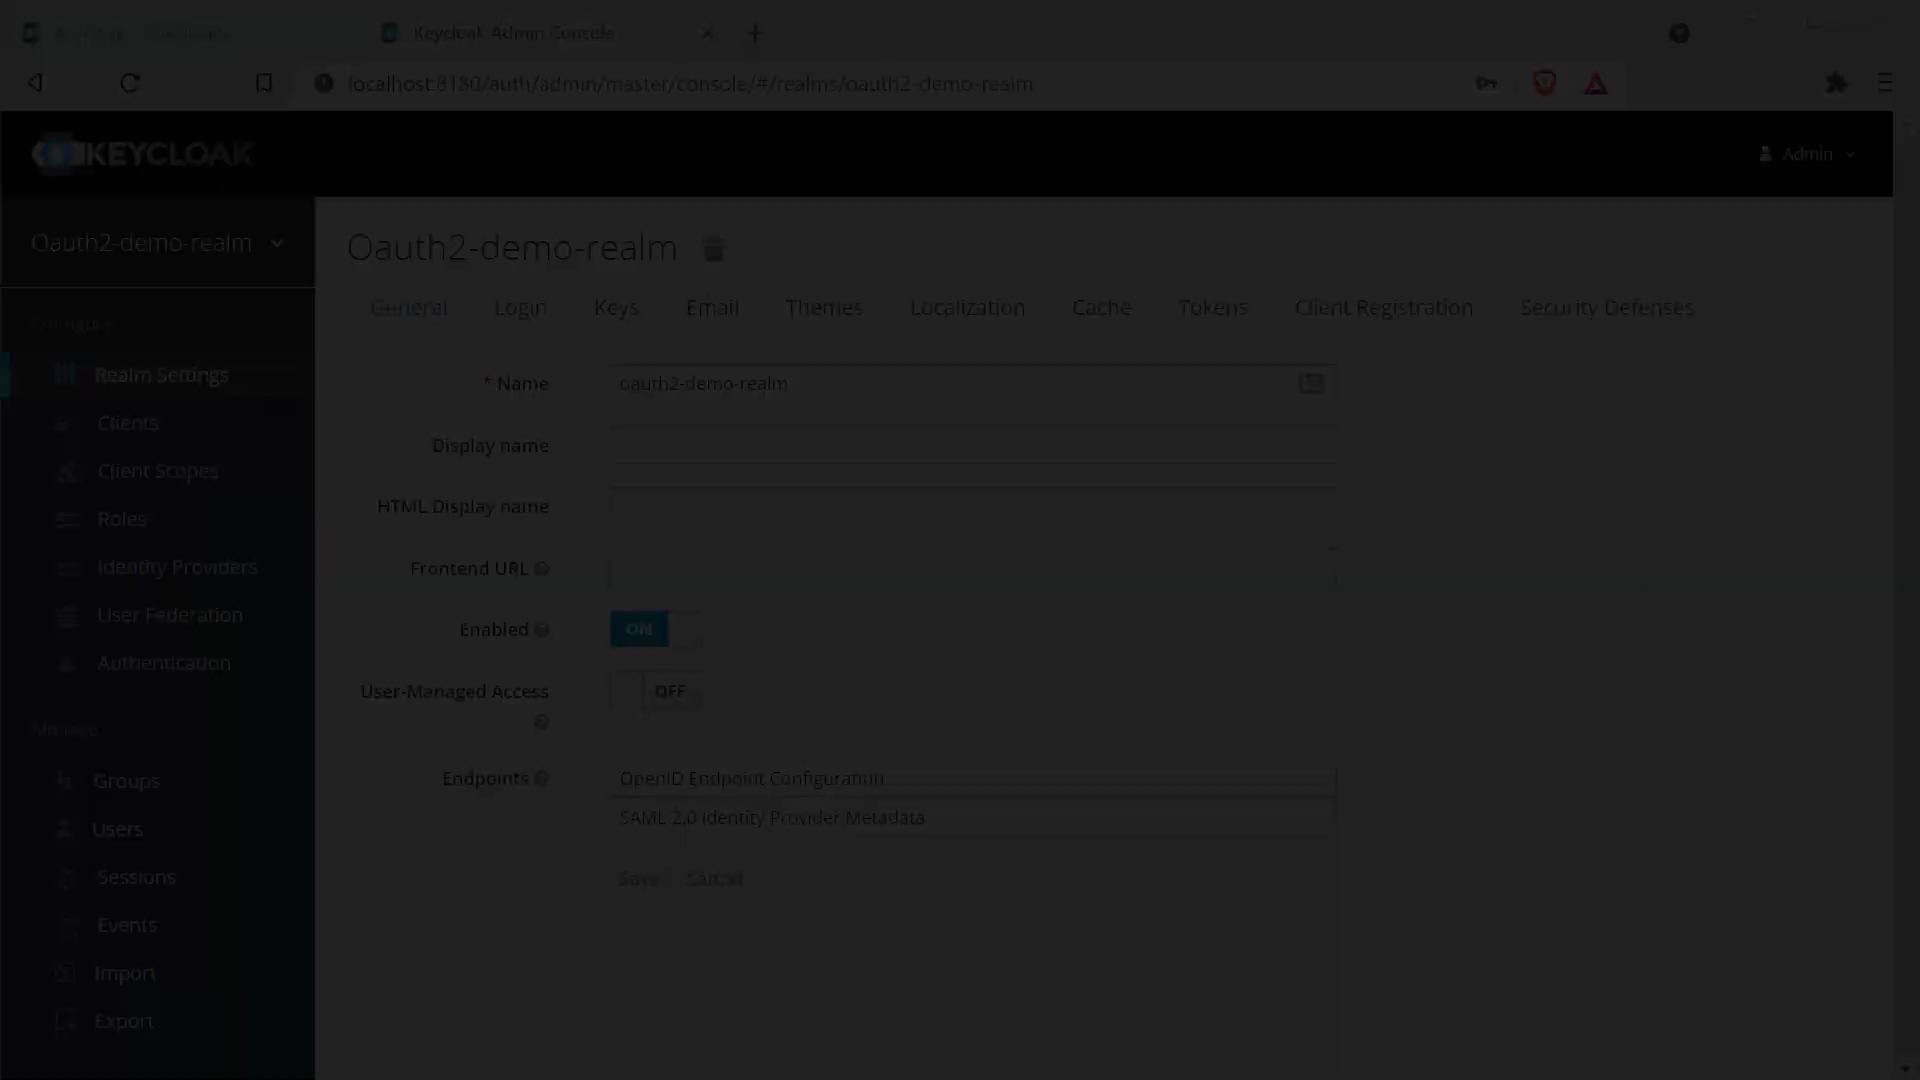 Keycloak Admin Console
localhost:8180/auth/admin/master/console/#/realms/oauth2-demo-realm
KEYCLOAK
Admin
Oauth2-demo-realm
Oauth2-demo-realm
General Login Keys Email Themes Localization Cache Tokens Client Registration Security Defenses
Configure
Realm Settings
Clients
Client Scopes
Roles
Identity Providers
User Federation
Authentication
Manage
Groups
Users
Sessions
Events
Import
Export
* Name oauth2-demo-realm
Display name
HTML Display name
Frontend URL
Enabled ON
User-Managed Access OFF
Endpoints OpenID Endpoint Configuration
SAML 2.0 Identity Provider Metadata
Save Cancel